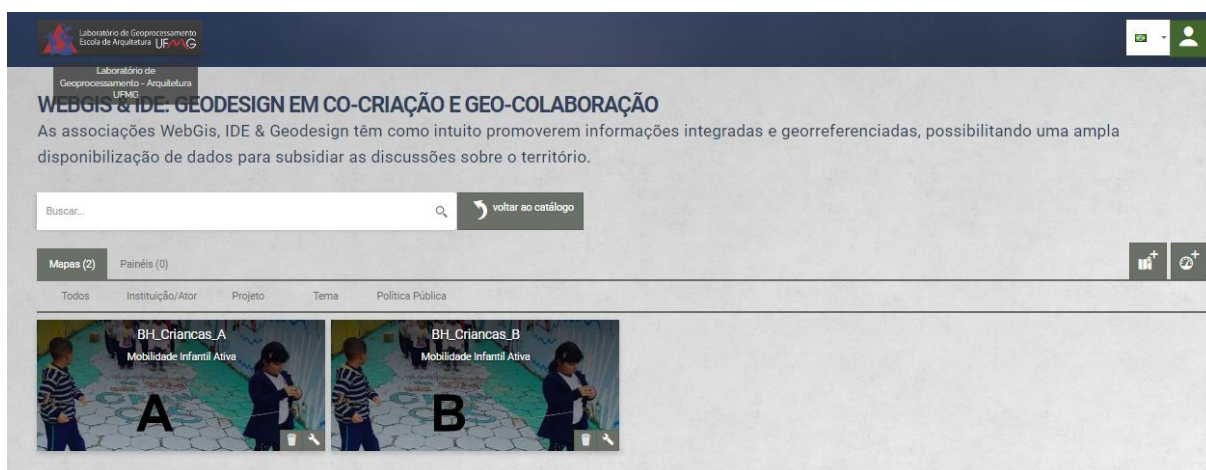 Laboratório de Geoprocessamento
Escola de Arquitetura UFMG
Laboratório de
Geoprocessamento - Arquitetura
UFMG
WEBGIS & IDE: GEODESIGN EM CO-CRIAÇÃO E GEO-COLABORAÇÃO
As associações WebGis, IDE & Geodesign têm como intuito promoverem informações integradas e georreferenciadas, possibilitando uma ampla
disponibilização de dados para subsidiar as discussões sobre o território.
Buscar...
voltar ao catálogo
Mapas (2) Painéis (0)
Todos Instituição/Ator Projeto Tema Política Pública
BH_Criancas_A BH_Criancas_B
Mobilidade Infantil Ativa Mobilidade Infantil Ativa
A B